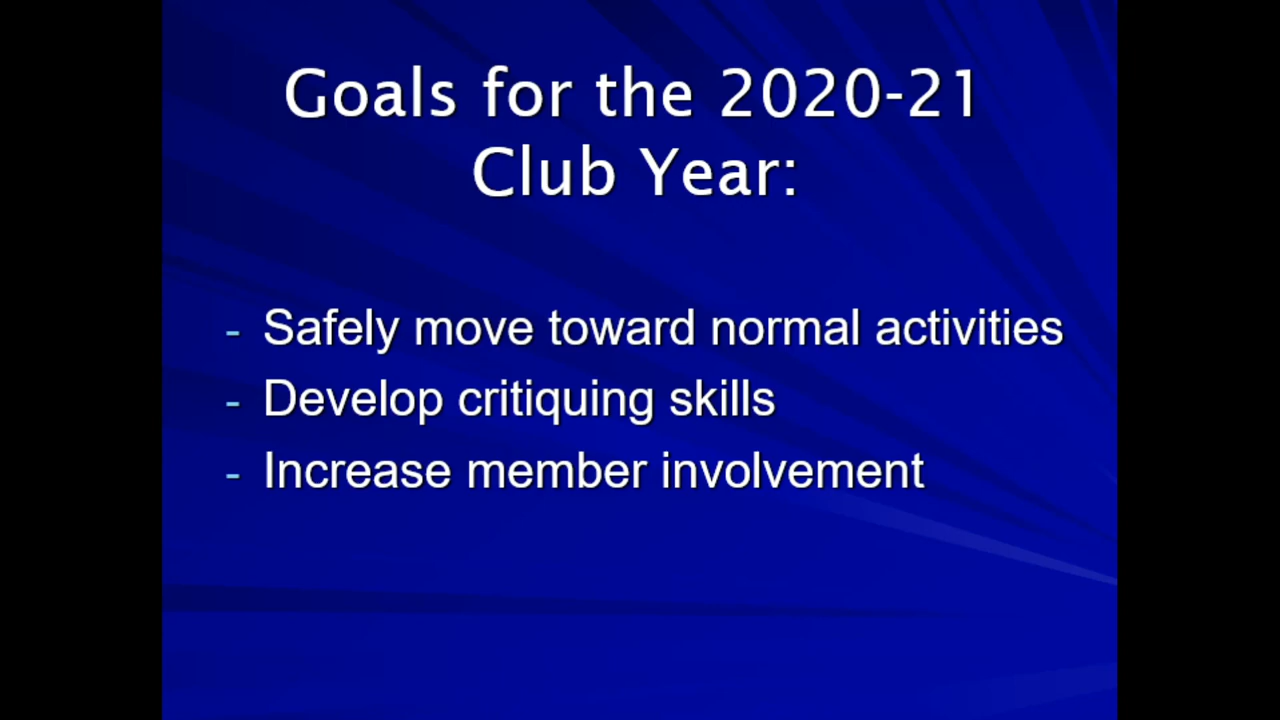 Goals for the 2020-21
Club Year:
- Safely move toward normal activities
- Develop critiquing skills
- Increase member involvement